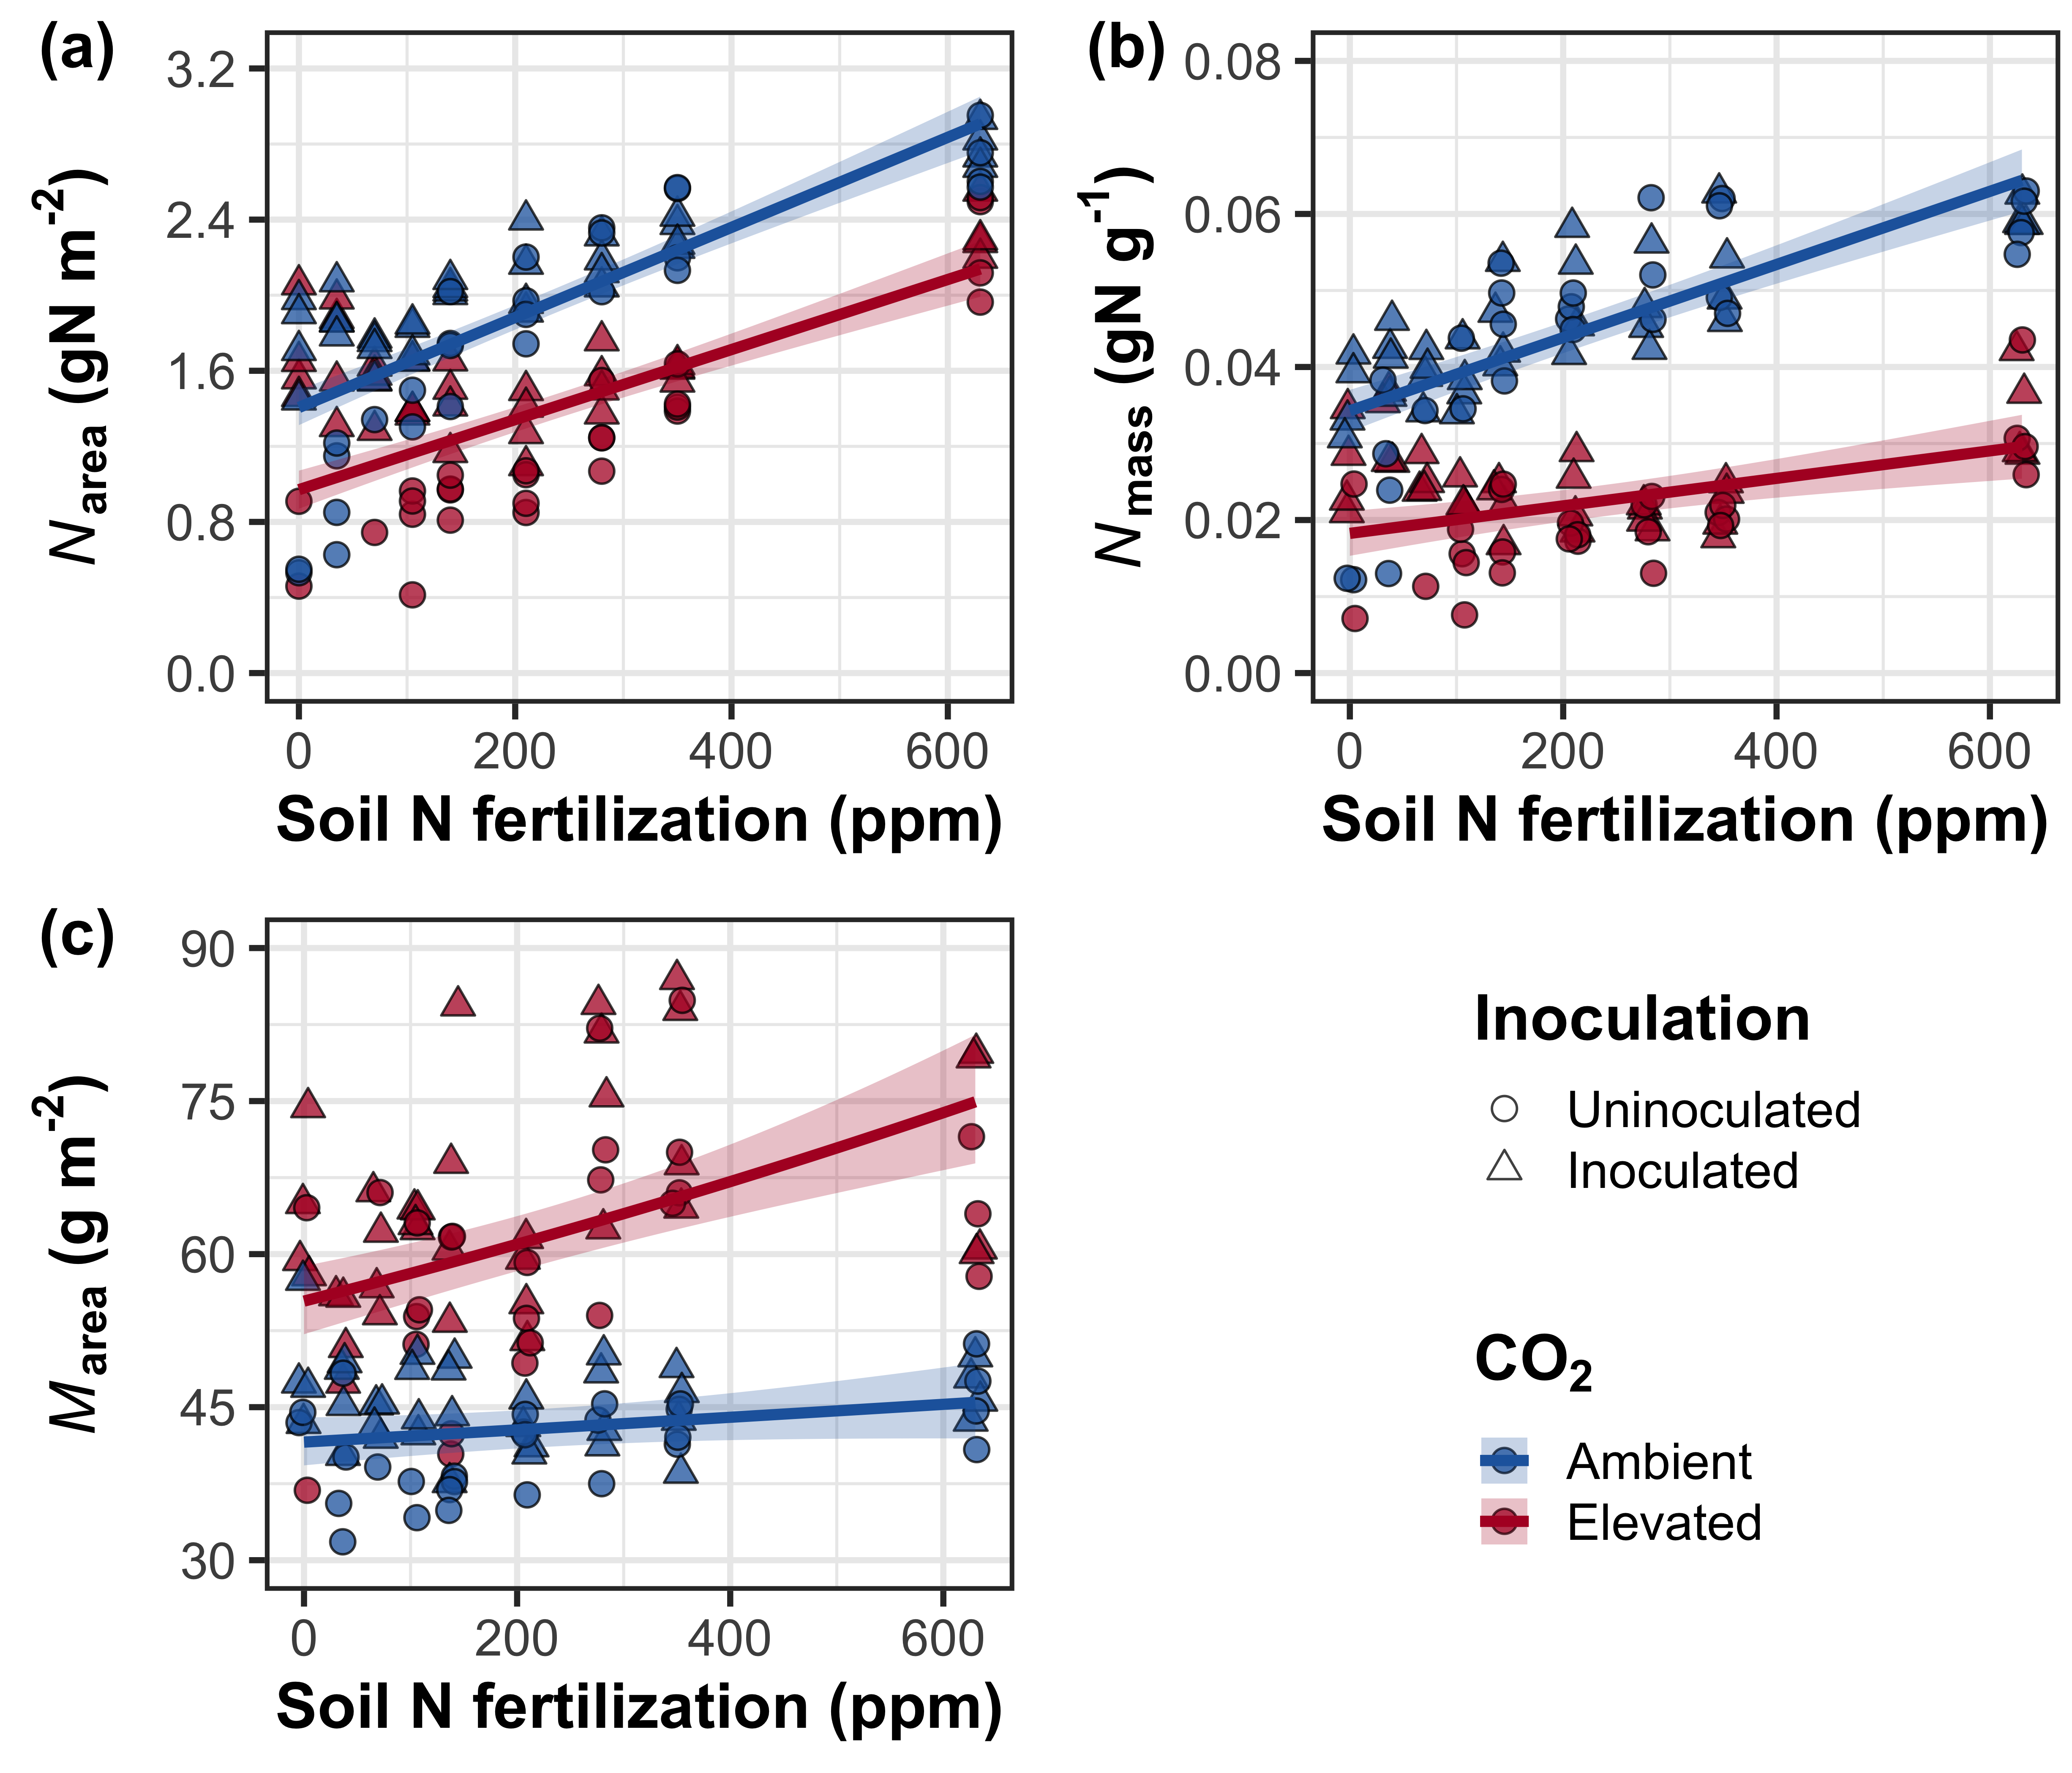 (a)
3.2
2.4
1.6
0.8
0.0
N area (gN m-2)
0 200 400 600
Soil N fertilization (ppm)
(b)
0.08
0.06
0.04
0.02
0.00
N mass (gN g-1)
0 200 400 600
Soil N fertilization (ppm)
(c)
90
75
60
45
30
M area (g m-2)
0 200 400 600
Soil N fertilization (ppm)
Inoculation
Uninoculated
Inoculated
CO2
Ambient
Elevated